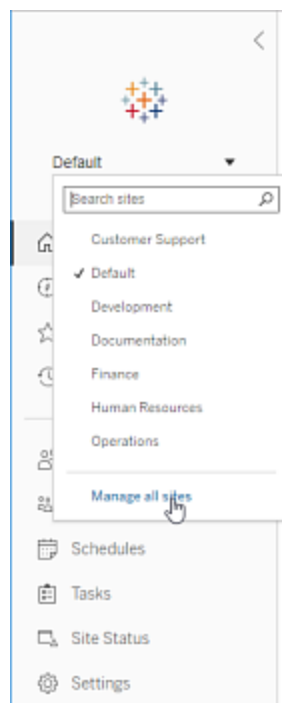 Default
Search sites
Customer Support
Default
Development
Documentation
Finance
Human Resources
Operations
Manage all sites
Schedules
Tasks
Site Status
Settings